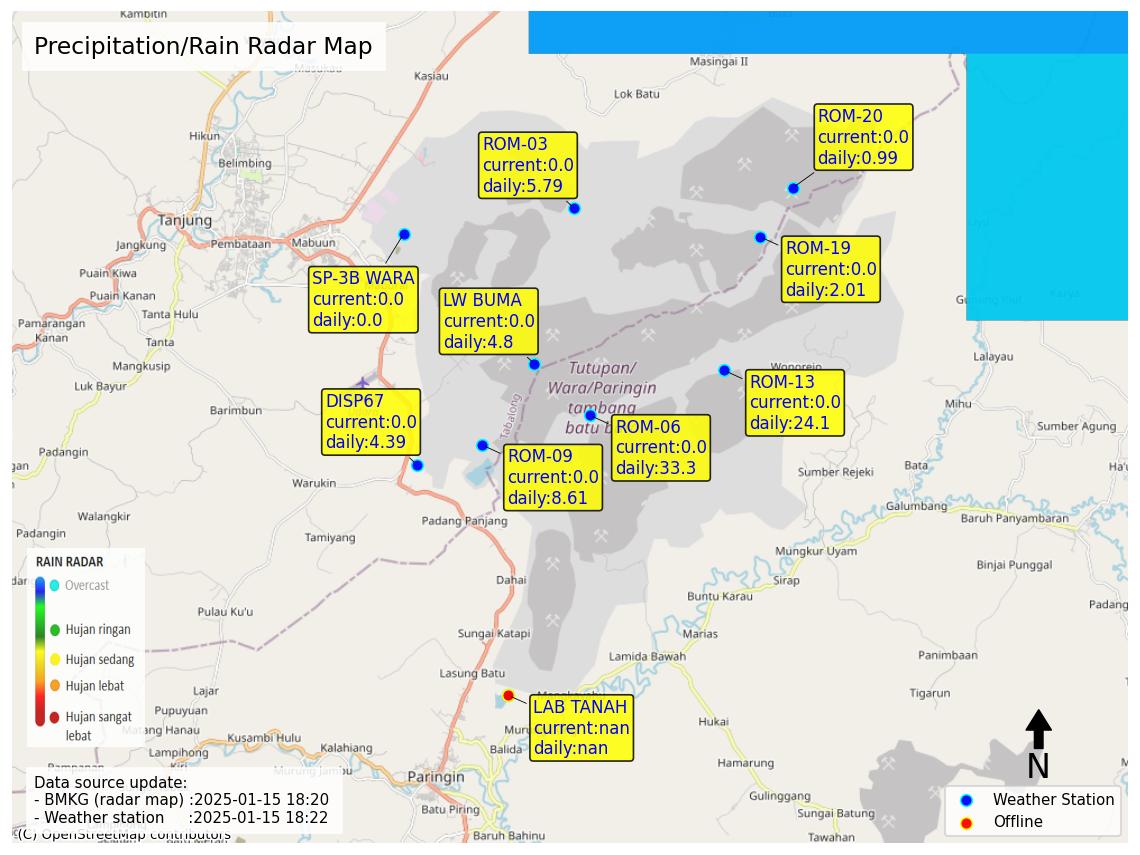 Kambitin
Precipitation/Rain Radar Map
Kasiau
Masingai II
Lok Batu
Hikun
Belimbing
ROM-03
current:0.0
daily:5.79
ROM-20
current:0.0
daily:0.99
Tanjung
Jangkung
Pembataan
Mabuun
ROM-19
current:0.0
daily:2.01
Puain Kiwa
Puain Kanan
SP-3B WARA
current:0.0
daily:0.0
LW BUMA
current:0.0
daily:4.8
Tanta Hulu
Pamarangan
Kanan
Tanta
Mangkusip
Luk Bayur
Lalayau
Wonorejo
Tutupan/
Wara/Paringin
tambang
batu b
ROM-13
current:0.0
daily:24.1
Mihu
DISP67
current:0.0
daily:4.39
Barimbun
Tabalong
ROM-06
current:0.0
daily:33.3
Sumber Agung
Padangin
gan
ROM-09
current:0.0
daily:8.61
Bata
Sumber Rejeki
Warukin
Galumbang
Baruh Panyambaran
Walangkir
Padangin
Padang Panjang
Tamiyang
Mungkur Uyam
Binjai Punggal
RAIN RADAR
Overcast
Hujan ringan
Hujan sedang
Hujan lebat
Hujan sangat
lebat
Dahai
Sirap
Buntu Karau
Padang
Pulau Ku'u
Sungai Katapi
Marias
Lamida Bawah
Panimbaan
Lasung Batu
Tigarun
Lajar
Pupuyuan
Matang Hanau
LAB TANAH
current:nan
daily:nan
Hukai
Kusambi Hulu
Kalahiang
Lampihong
Balida
Hamarung
Murung Jambu
Paringin
N
Data source update:
- BMKG (radar map) :2025-01-15 18:20
- Weather station :2025-01-15 18:22
Batu Piring
Gulinggang
Sungai Batung
Weather Station
Offline
(C) OpenStreetMap contributors
Baruh Bahinu
Tawahan